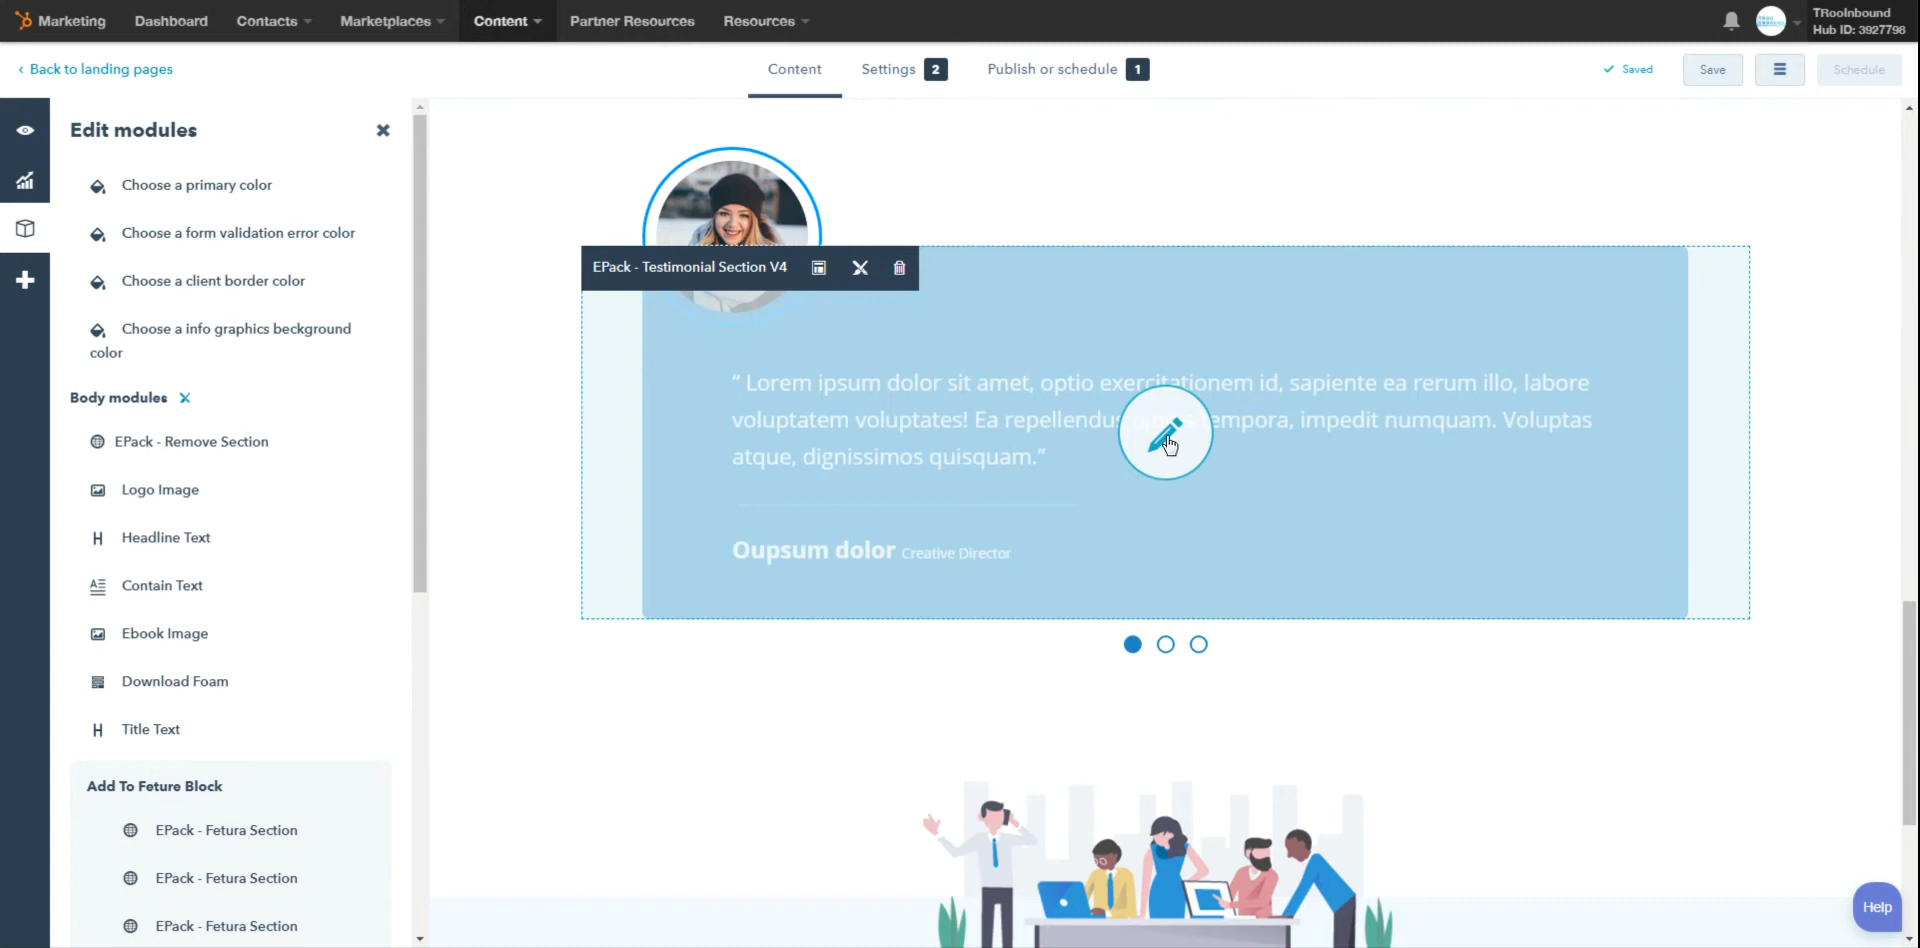 Marketing Dashboard Contacts Marketplaces Content Partner Resources Resources
TRooInbound
Hub ID: 3927798
Back to landing pages
Content Settings 2 Publish or schedule 1
Saved Save Schedule
Edit modules
Choose a primary color
Choose a form validation error color
Choose a client border color
Choose a info graphics beckground
color
Body modules
EPack - Remove Section
Logo Image
Headline Text
Contain Text
Ebook Image
Download Foam
Title Text
Add To Feture Block
EPack - Fetura Section
EPack - Fetura Section
EPack - Fetura Section
EPack - Testimonial Section V4
“ Lorem ipsum dolor sit amet, optio exercitationem id, sapiente ea rerum illo, labore
voluptatem voluptates! Ea repellendus tempora, impedit numquam. Voluptas
atque, dignissimos quisquam.”
Oupsum dolor Creative Director
Help